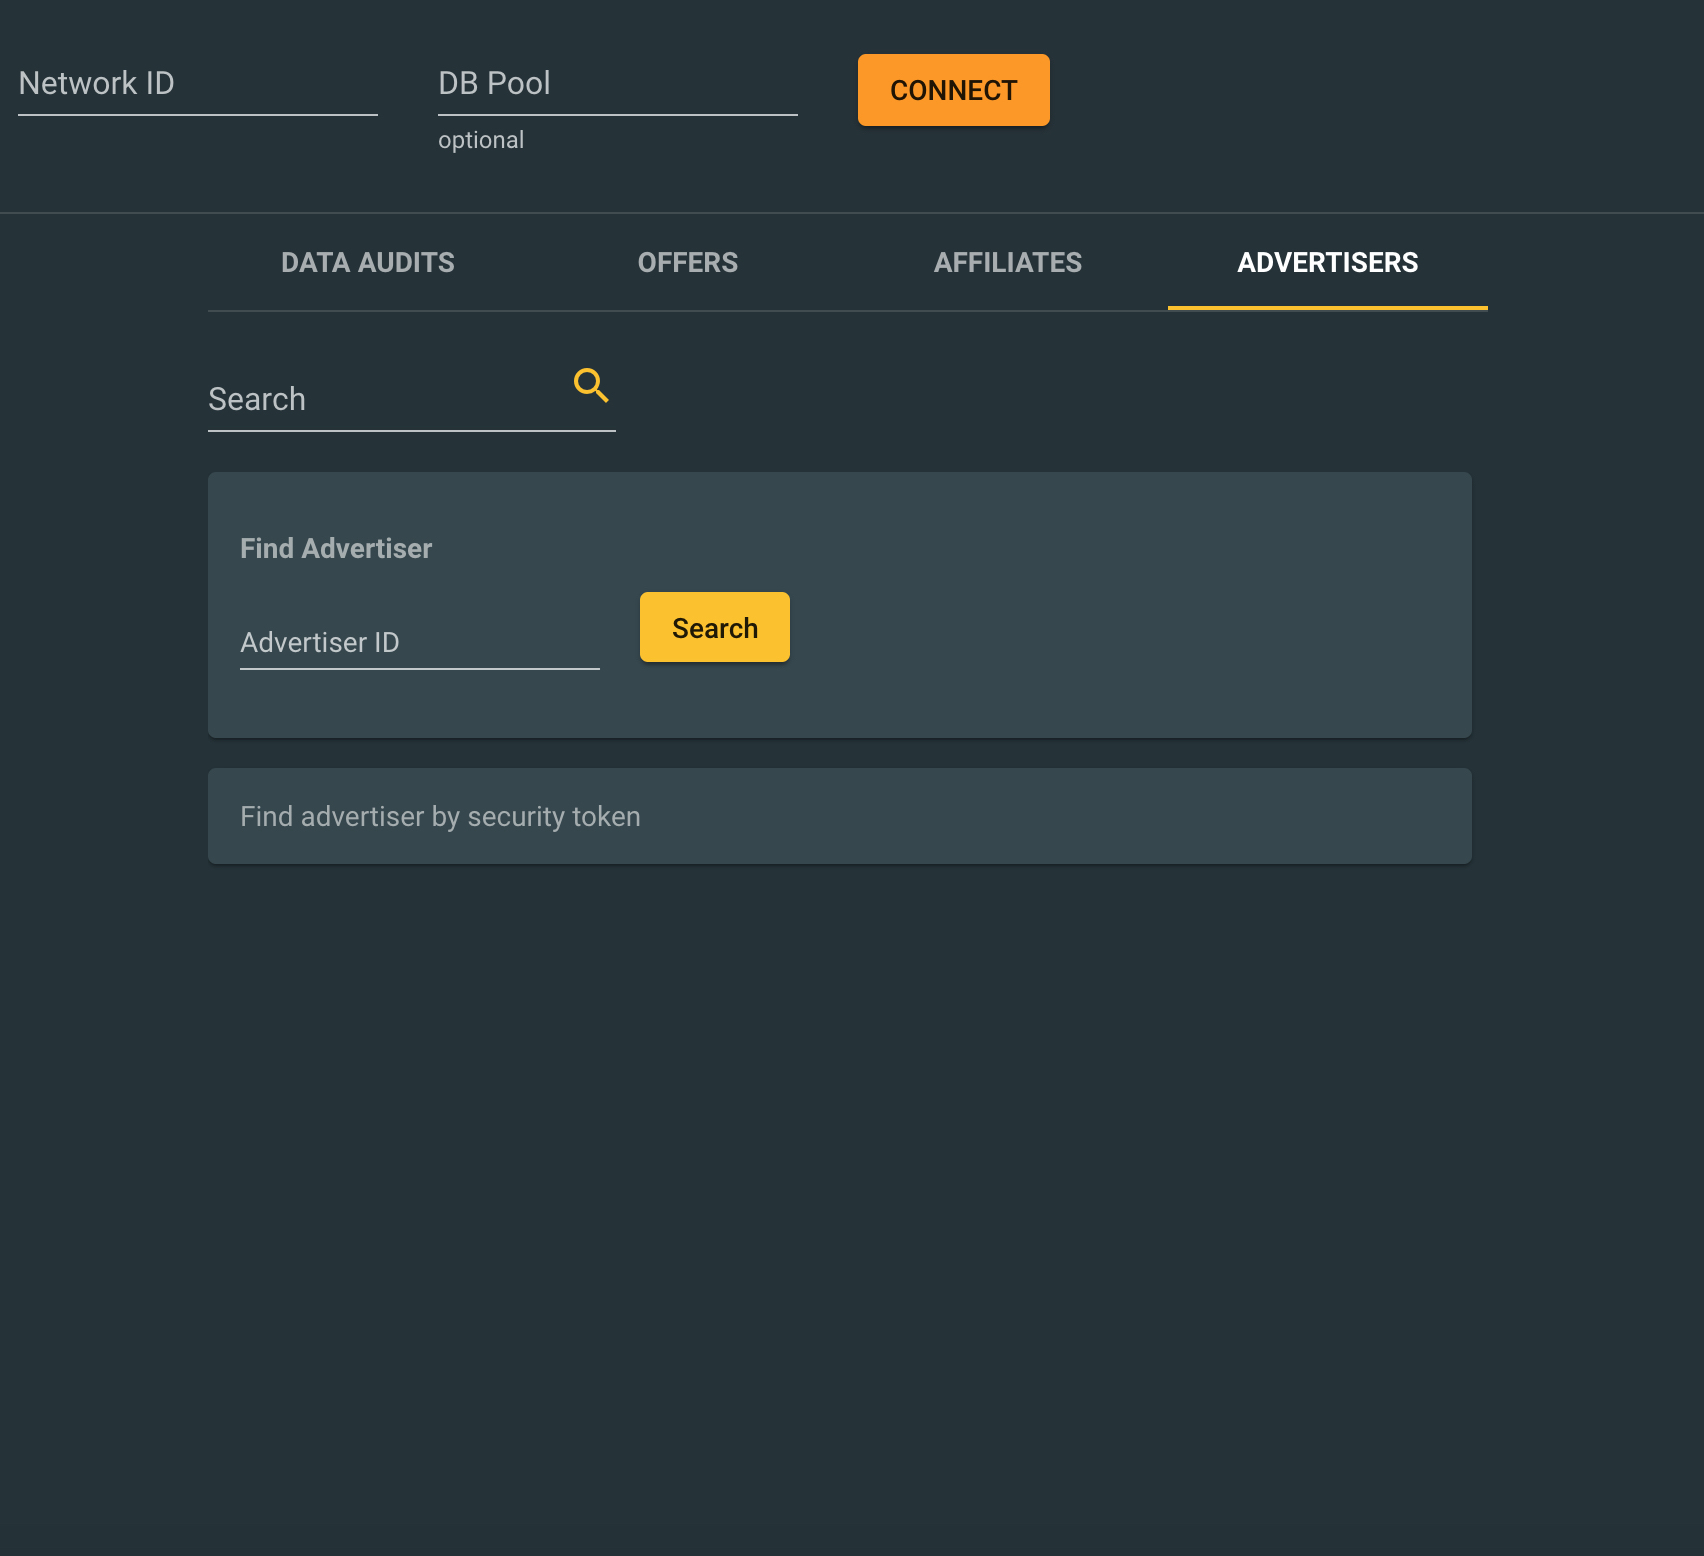 Network ID
DB Pool
optional
CONNECT
DATA AUDITS
OFFERS
AFFILIATES
ADVERTISERS
Search
Find Advertiser
Advertiser ID
Search
Find advertiser by security token